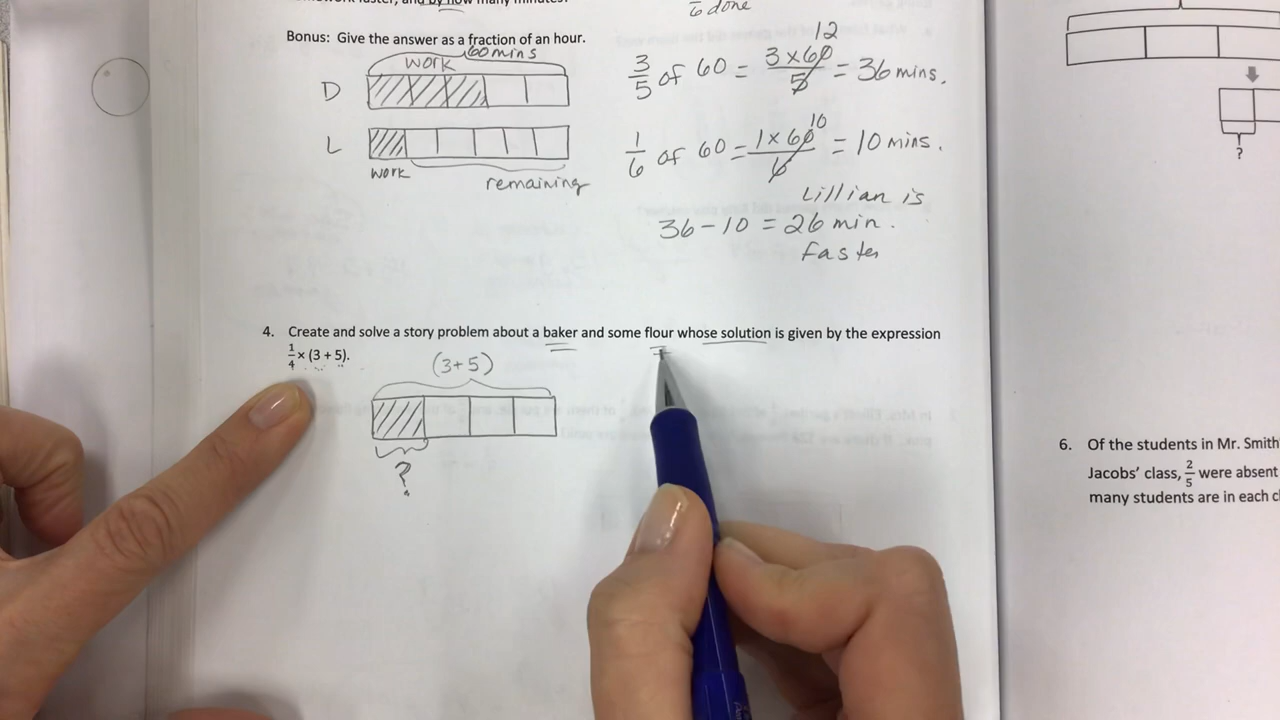 6 done
Bonus: Give the answer as a fraction of an hour.
work 60 mins
D
L
work remaining
3/5 of 60 = 3 x 60/5 = 36 mins.
12
1/6 of 60 = 1 x 60/6 = 10 mins.
10
Lillian is
36 - 10 = 26 min.
faster
4. Create and solve a story problem about a baker and some flour whose solution is given by the expression
1/4 x (3 + 5).
(3+5)
?
?
6. Of the students in Mr. Smith
Jacobs' class, 2/5 were absent
many students are in each cl